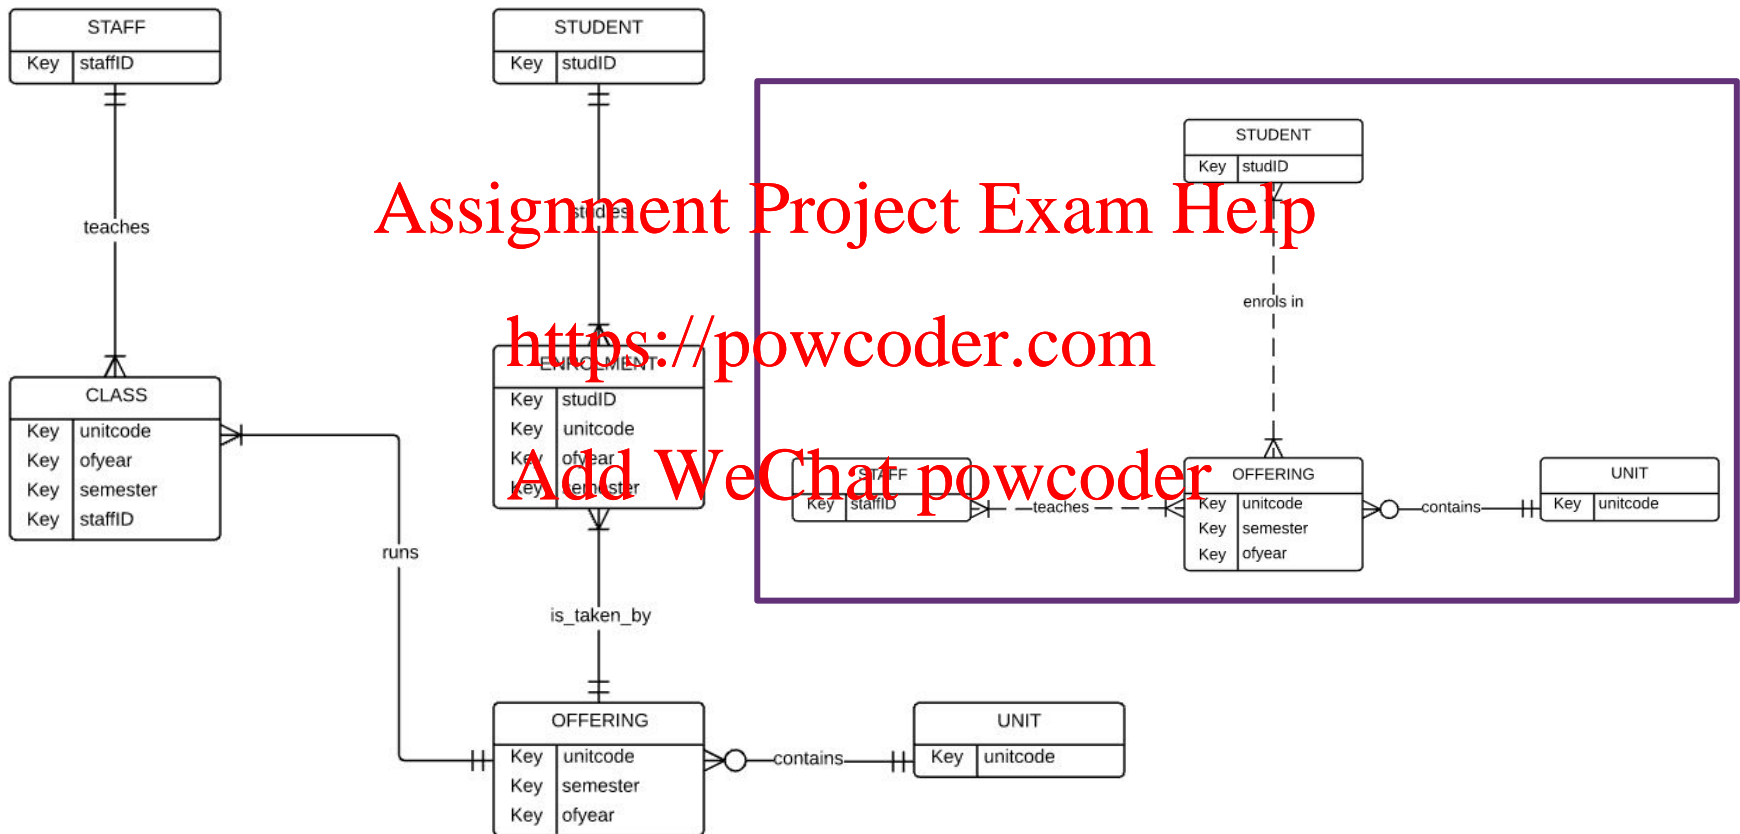 STAFF
Key staffID
teaches
CLASS
Key unitcode
Key ofyear
Key semester
Key staffID
runs
STUDENT
Key studID
studies
ENROLMENT
Key studID
Key unitcode
Key ofyear
Key semester
is_taken_by
OFFERING
Key unitcode
Key semester
Key ofyear
contains
UNIT
Key unitcode
STUDENT
Key studID
enrols in
STAFF
Key staffID
teaches
OFFERING
Key unitcode
Key semester
Key ofyear
contains
UNIT
Key unitcode
Assignment Project Exam Help
https://powcoder.com
Add WeChat powcoder